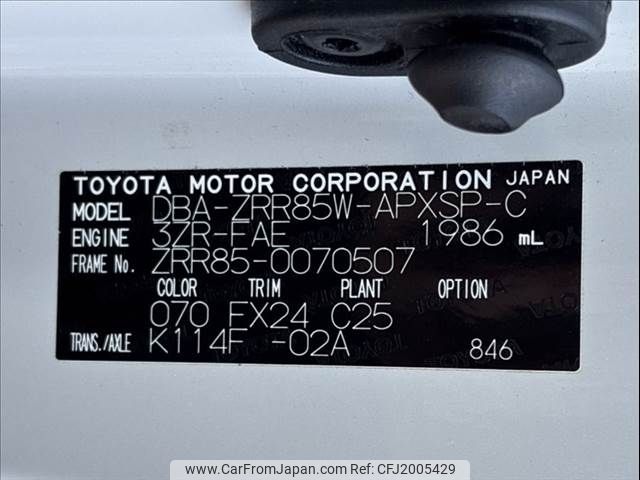 TOYOTA MOTOR CORPORATION JAPAN
MODEL DBA-ZRR85W-APXSP-C
ENGINE 3ZR-FAE 1986 mL
FRAME No. ZRR85-0070507
COLOR TRIM PLANT OPTION
070 FX24 C25
TRANS./AXLE K114F -02A 846
www.CarFromJapan.com - Ref No: CFJ2005429